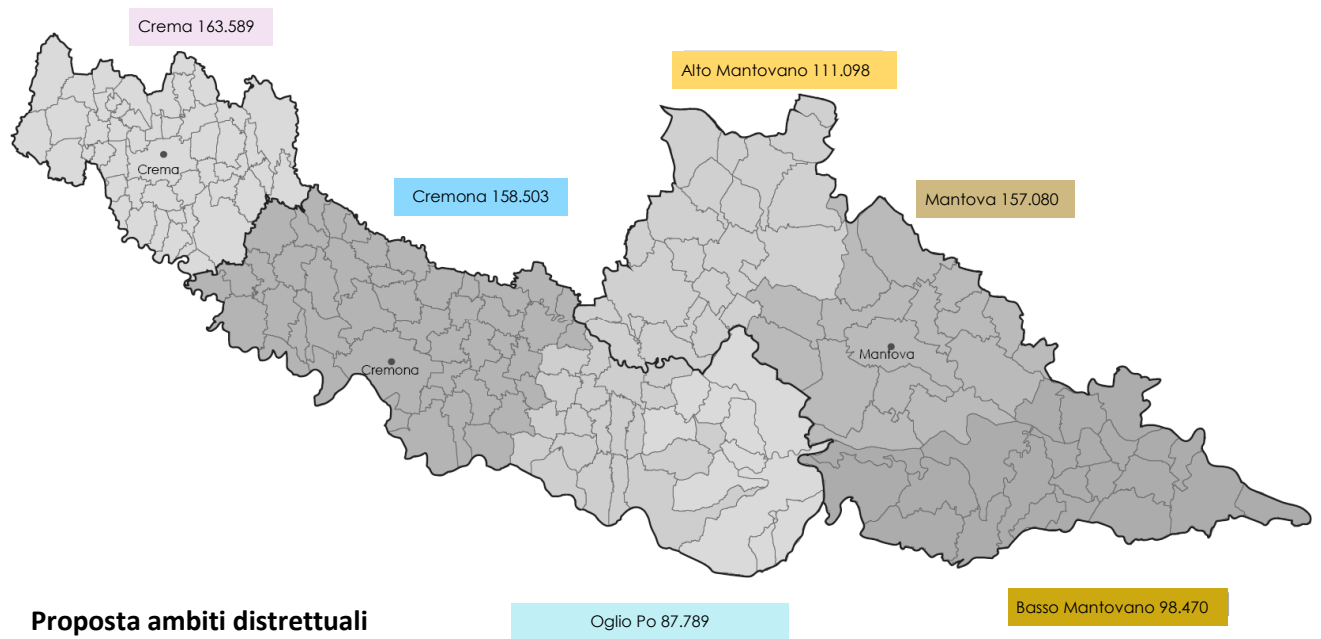 Crema 163.589
Alto Mantovano 111.098
Crema
Cremona 158.503
Mantova 157.080
Mantova
Cremona
Basso Mantovano 98.470
Proposta ambiti distrettuali
Oglio Po 87.789